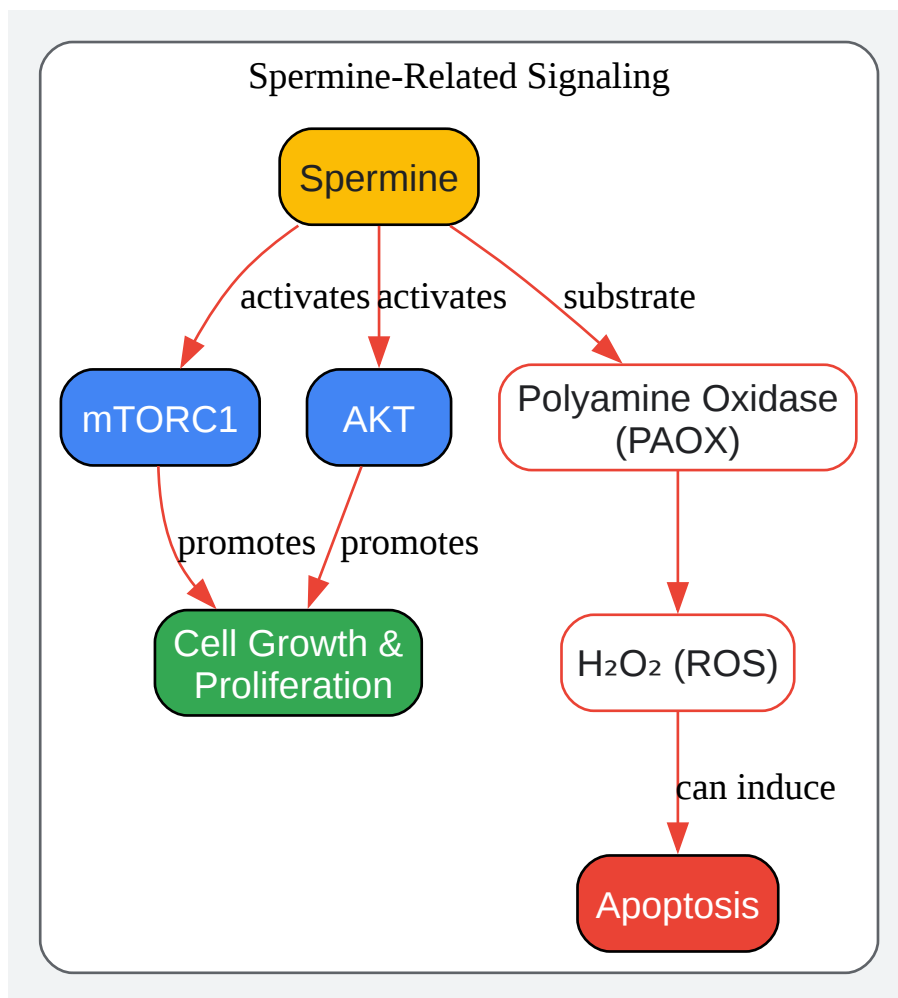 Spermine-Related Signaling
Spermine
activates
activates
substrate
mTORC1
AKT
Polyamine Oxidase
(PAOX)
promotes
promotes
Cell Growth &
Proliferation
H₂O₂ (ROS)
can induce
Apoptosis